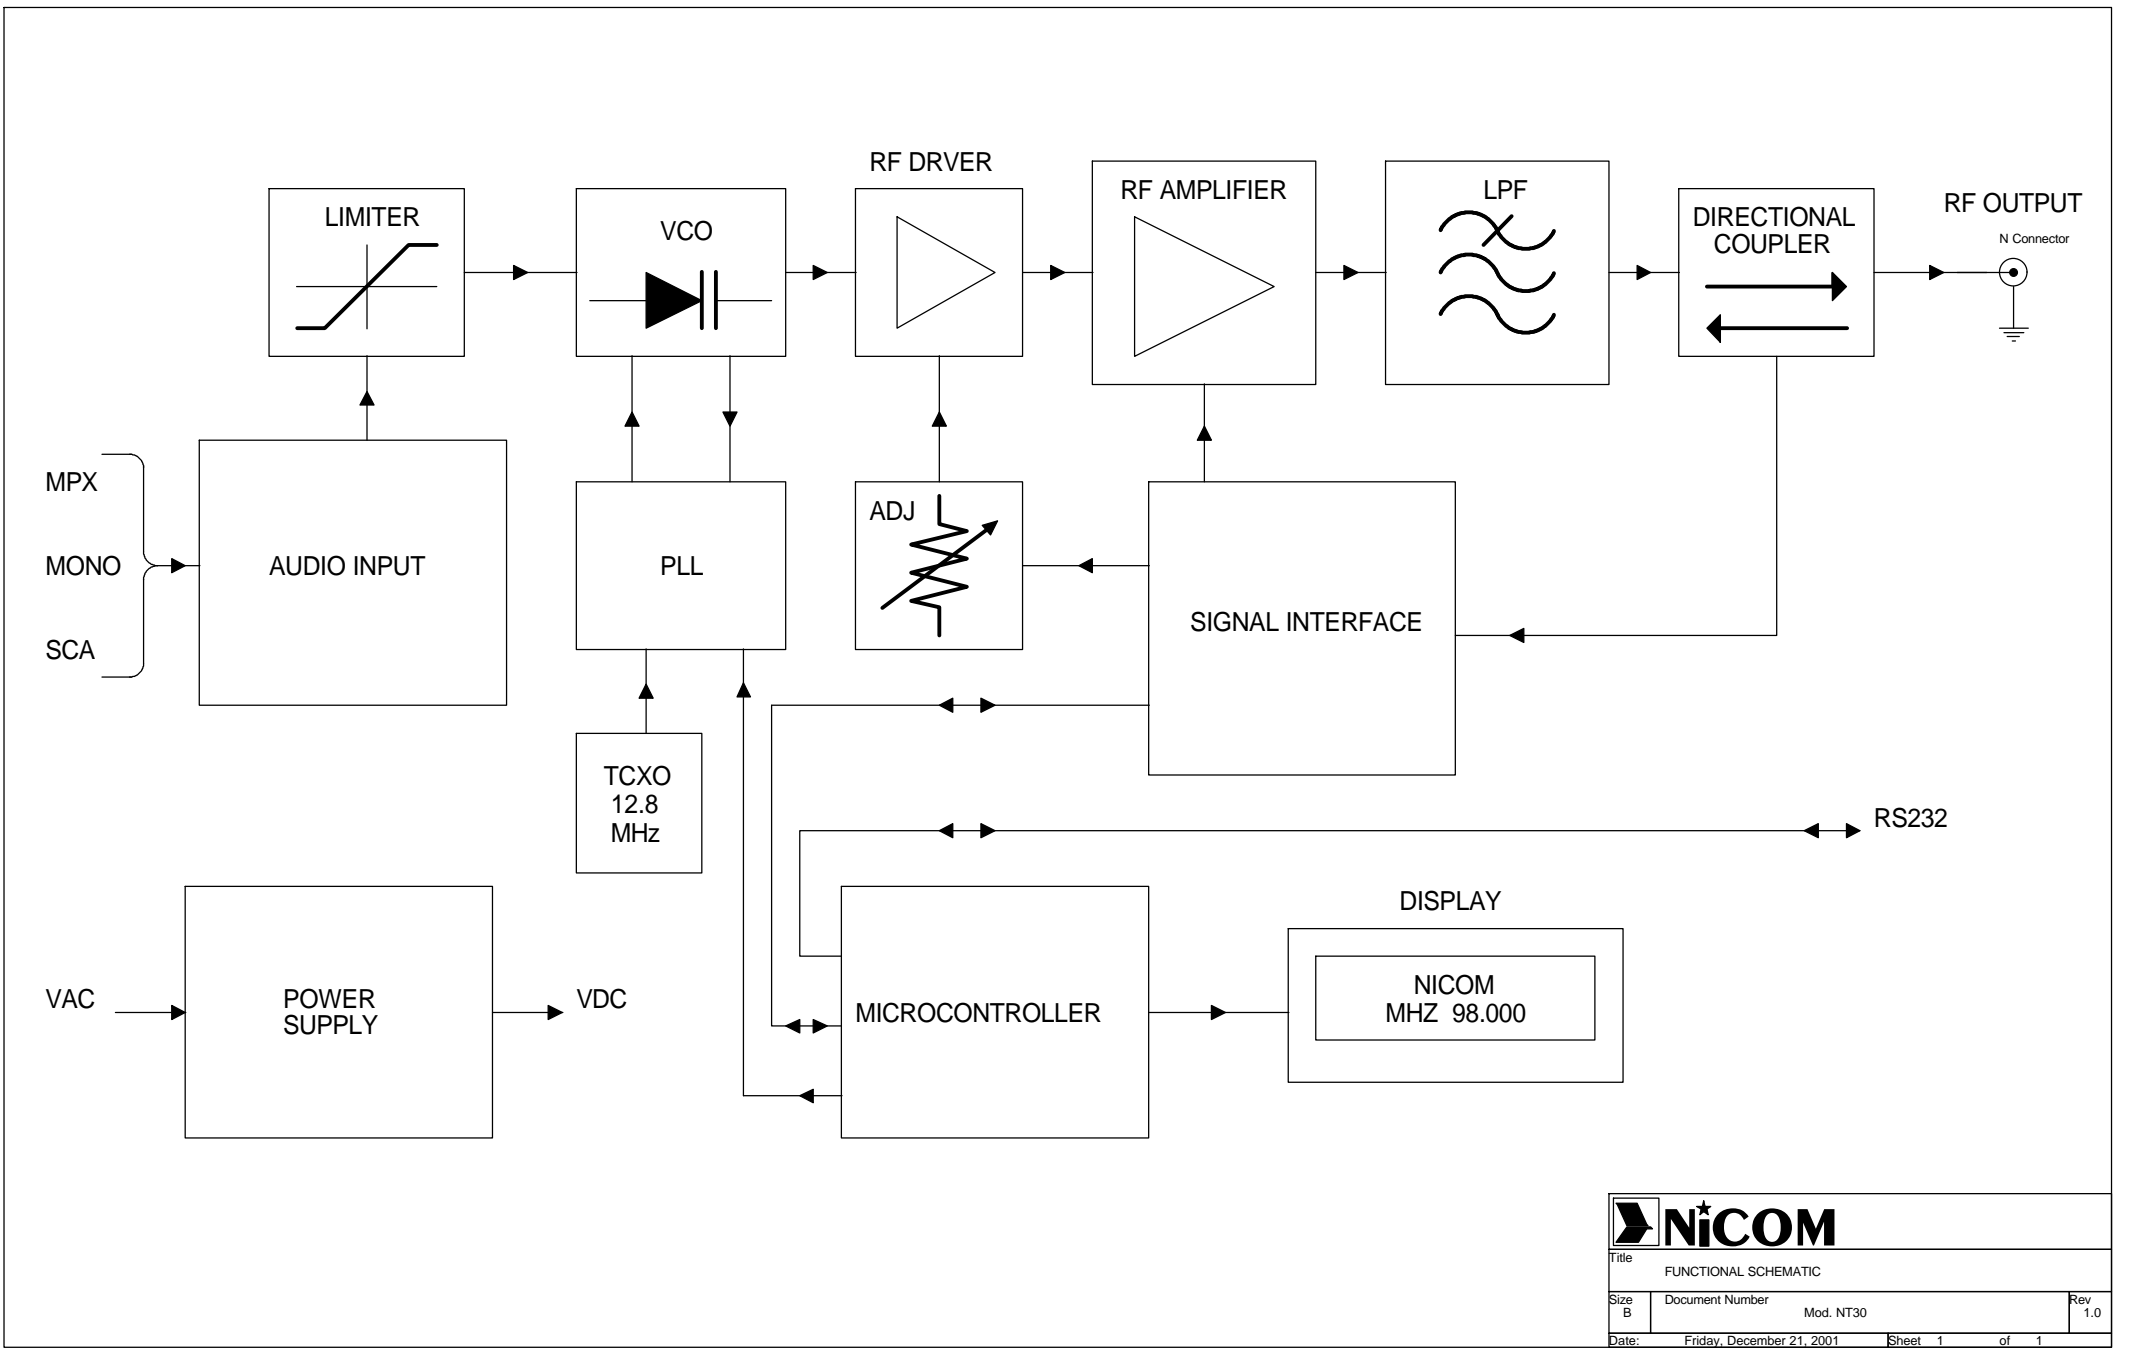 RF DRVER
LIMITER
VCO
RF AMPLIFIER
LPF
DIRECTIONAL
COUPLER
RF OUTPUT
N Connector
MPX
MONO
SCA
AUDIO INPUT
PLL
ADJ
SIGNAL INTERFACE
TCXO
12.8
MHz
RS232
DISPLAY
VAC
POWER
SUPPLY
VDC
MICROCONTROLLER
NICOM
MHZ 98.000
NiCOM
Title
FUNCTIONAL SCHEMATIC
Size
B
Document Number
Mod. NT30
Rev
1.0
Date:
Friday, December 21, 2001
Sheet 1 of 1